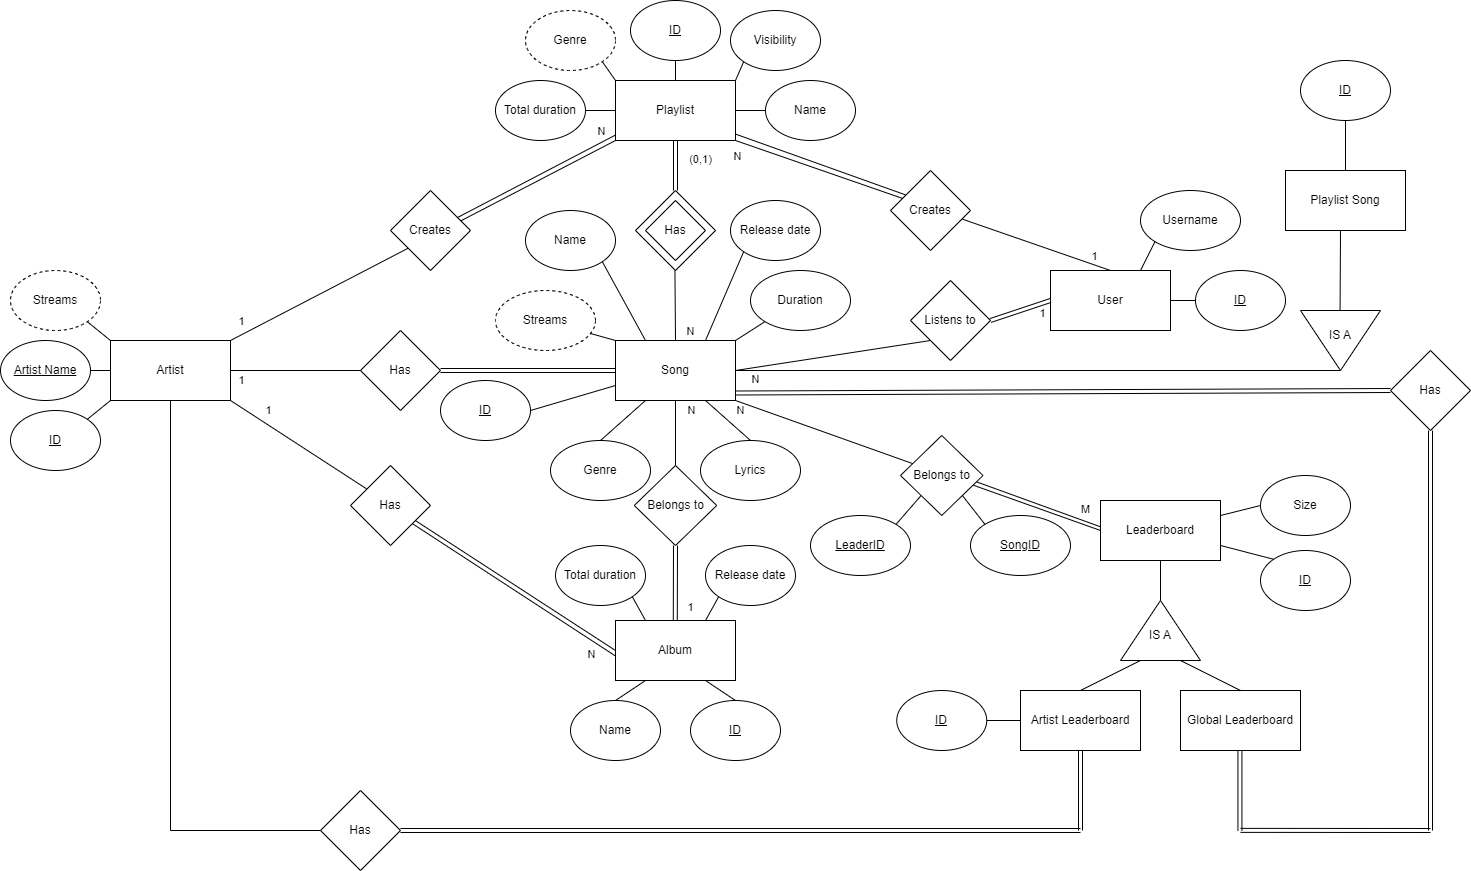 ID
Genre
Visibility
Total duration
Playlist
Name
ID
N
(0,1)
N
Playlist Song
Creates
Creates
Has
Name
Release date
Username
1
Streams
Streams
Duration
User
ID
Listens to
1
1
N
IS A
Artist Name
Artist
Has
Song
1
N
Has
ID
1
N
N
ID
Genre
Lyrics
Belongs to
Has
Belongs to
M
Size
LeaderID
SongID
Leaderboard
Total duration
Release date
ID
1
IS A
N
Album
Name
ID
ID
Artist Leaderboard
Global Leaderboard
Has